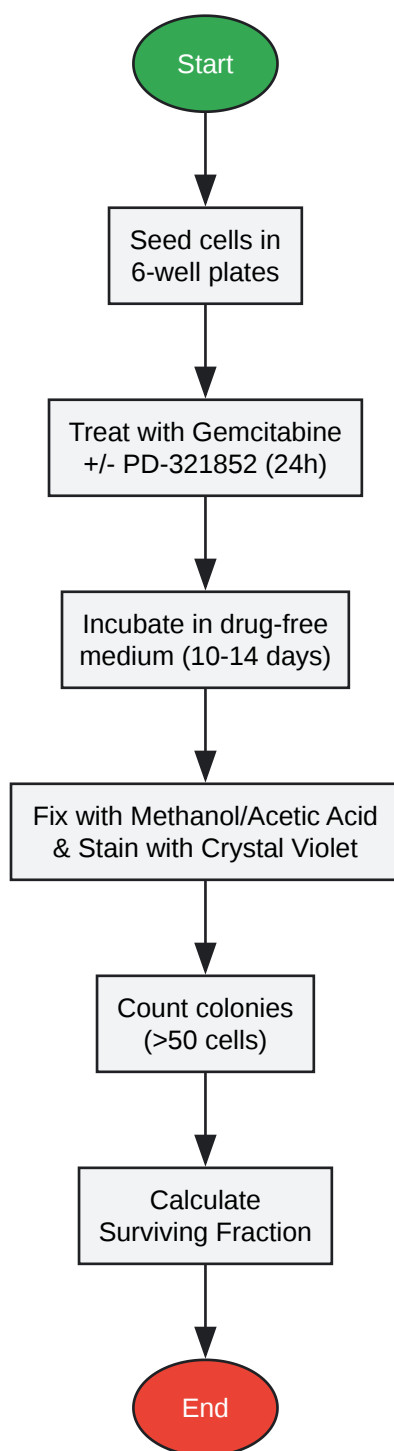 Start
Seed cells in
6-well plates
Treat with Gemcitabine
+/- PD-321852 (24h)
Incubate in drug-free
medium (10-14 days)
Fix with Methanol/Acetic Acid
& Stain with Crystal Violet
Count colonies
(>50 cells)
Calculate
Surviving Fraction
End